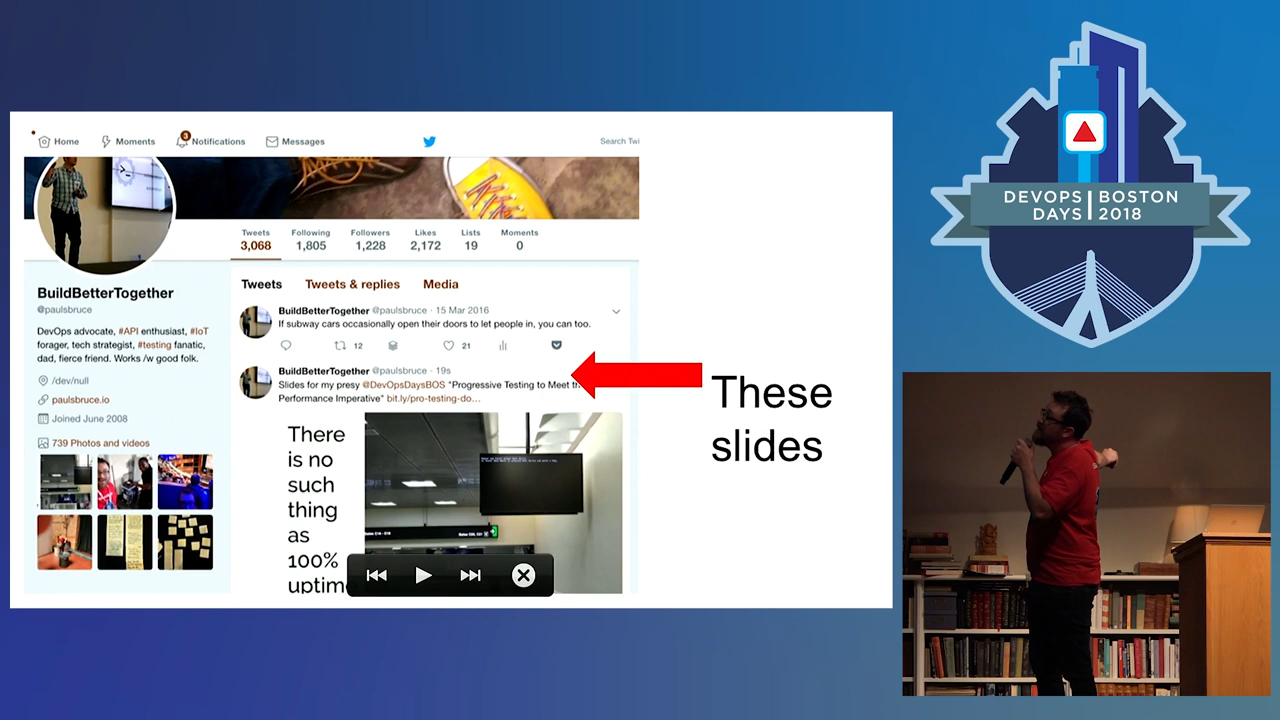 Home
Moments
3
Notifications
Messages
Search Twi
Tweets
3,068
Following
1,805
Followers
1,228
Likes
2,172
Lists
19
Moments
0
BuildBetterTogether
@paulsbruce
DevOps advocate, #API enthusiast, #IoT
forager, tech strategist, #testing fanatic,
dad, fierce friend. Works /w good folk.
/dev/null
paulsbruce.io
Joined June 2008
739 Photos and videos
Tweets
Tweets & replies
Media
BuildBetterTogether @paulsbruce · 15 Mar 2016
If subway cars occasionally open their doors to let people in, you can too.
12
21
BuildBetterTogether @paulsbruce · 19s
Slides for my presy @DevOpsDaysBOS "Progressive Testing to Meet th
Performance Imperative" bit.ly/pro-testing-do...
There
is no
such
thing
as
100%
uptim
These
slides
DEVOPS
DAYS
BOSTON
2018